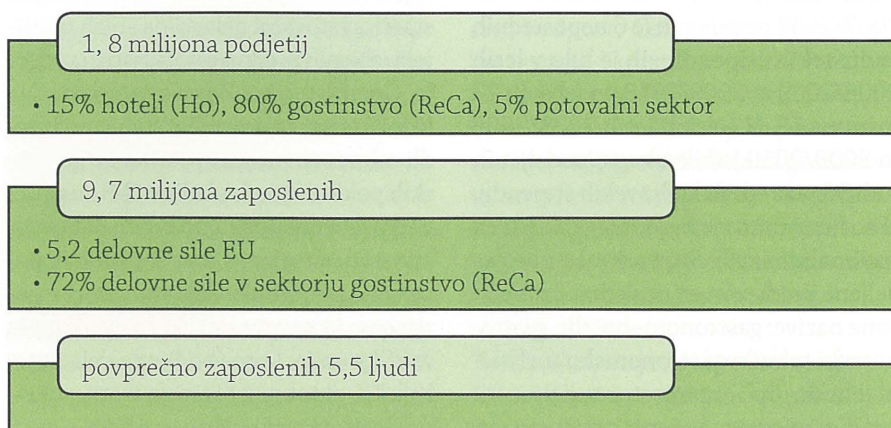 1, 8 milijona podjetij
• 15% hoteli (Ho), 80% gostinstvo (ReCa), 5% potovalni sektor
9, 7 milijona zaposlenih
• 5,2 delovne sile EU
• 72% delovne sile v sektorju gostinstvo (ReCa)
povprečno zaposlenih 5,5 ljudi